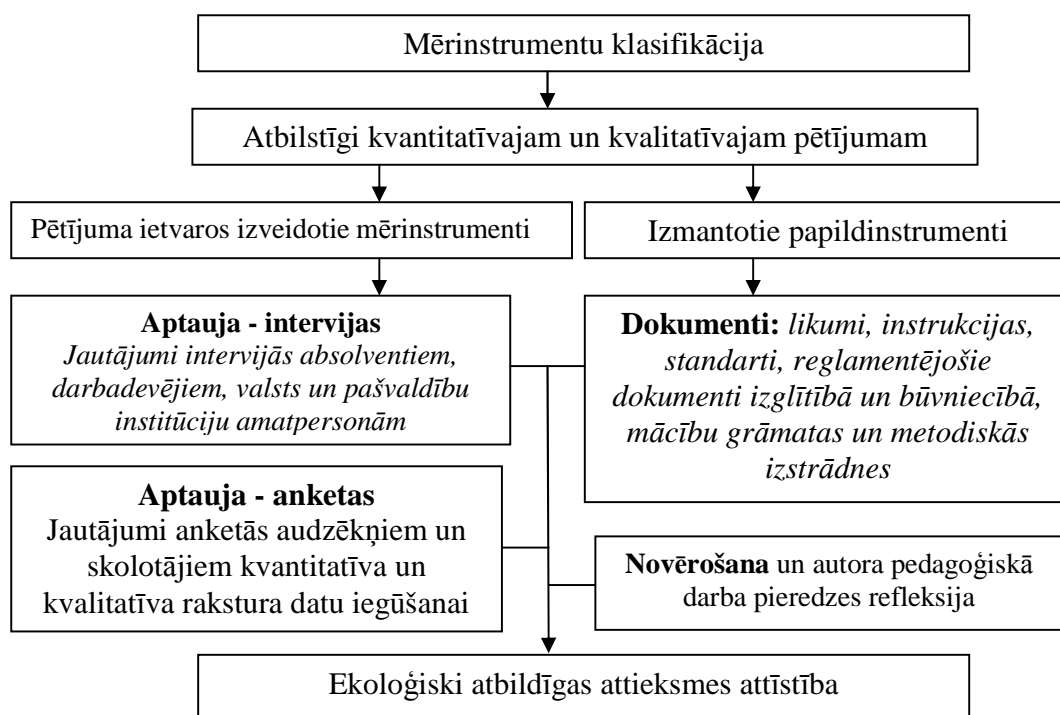 Mērinstrumentu klasifikācija
Atbilstīgi kvantitatīvajam un kvalitatīvajam pētījumam
Pētījuma ietvaros izveidotie mērinstrumenti
Izmantotie papildinstrumenti
Aptauja - intervijas
Jautājumi intervijās absolventiem,
darbadevējiem, valsts un pašvaldību
institūciju amatpersonām
Dokumenti: likumi, instrukcijas,
standarti, reglamentējošie
dokumenti izglītībā un būvniecībā,
mācību grāmatas un metodiskās
izstrādnes
Aptauja - anketas
Jautājumi anketās audzēkņiem un
skolotājiem kvantitatīva un
kvalitatīva rakstura datu iegūšanai
Novērošana un autora pedagoģiskā
darba pieredzes refleksija
Ekoloģiski atbildīgas attieksmes attīstība